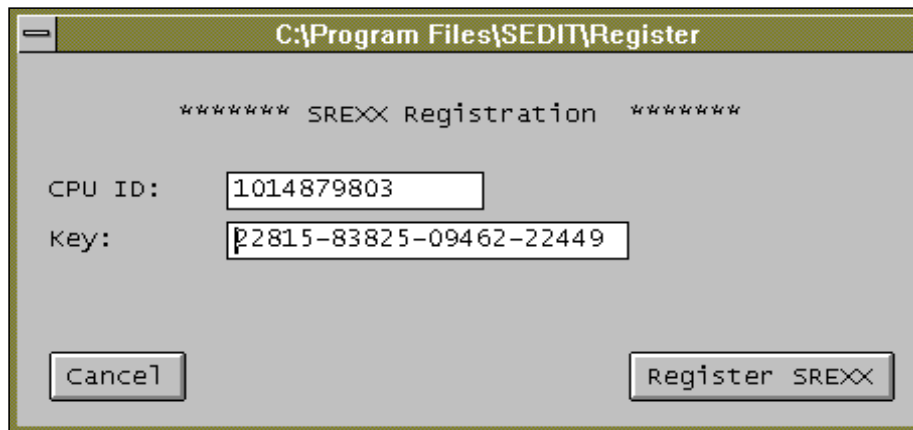 C:\Program Files\SEDIT\Register
******* SREXX Registration *******
CPU ID: 1014879803
Key: 22815-83825-09462-22449
Cancel Register SREXX